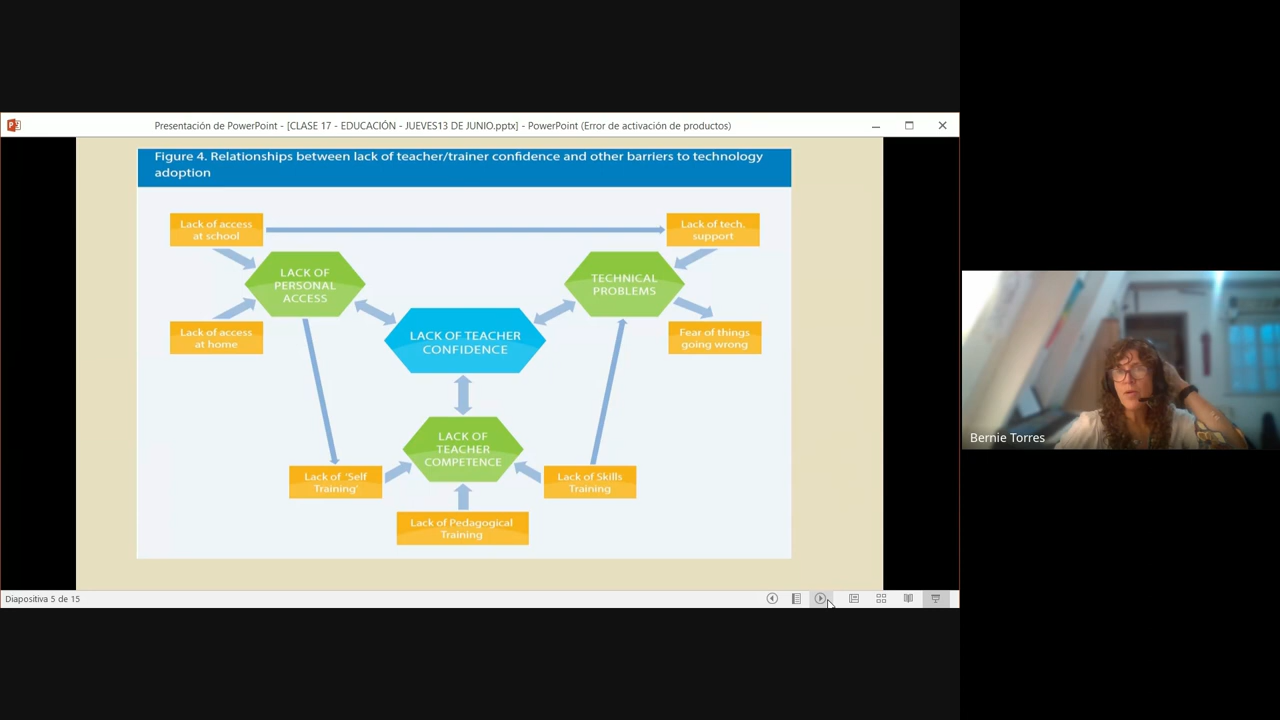 Presentación de PowerPoint - [CLASE 17 - EDUCACIÓN - JUEVES13 DE JUNIO.pptx] - PowerPoint (Error de activación de productos)
Figure 4. Relationships between lack of teacher/trainer confidence and other barriers to technology
adoption
Lack of access
at school
Lack of tech.
support
LACK OF
PERSONAL
ACCESS
TECHNICAL
PROBLEMS
Lack of access
at home
LACK OF TEACHER
CONFIDENCE
Fear of things
going wrong
LACK OF
TEACHER
COMPETENCE
Lack of 'Self
Training'
Lack of Skills
Training
Lack of Pedagogical
Training
Diapositiva 5 de 15
Bernie Torres